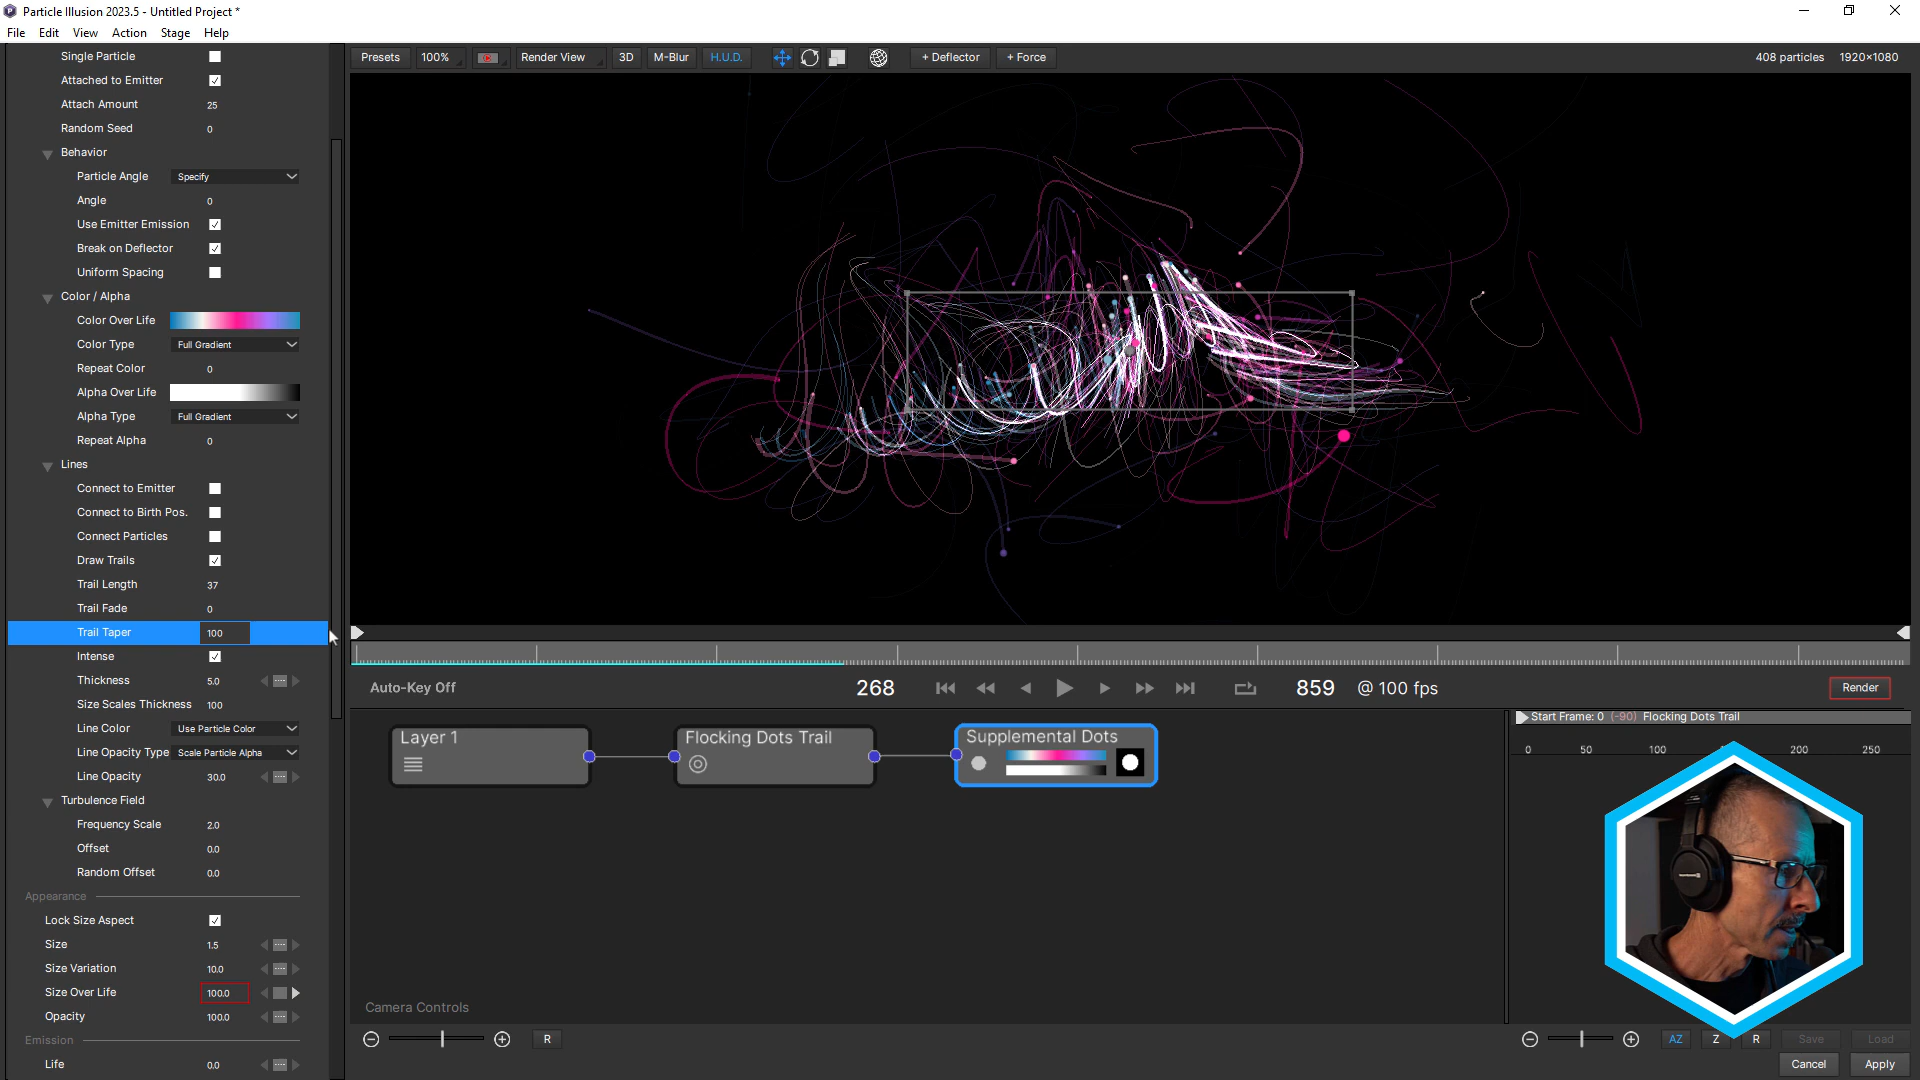 Particle Illusion 2023.5 - Untitled Project *
File Edit View Action Stage Help
Presets 100% Render View 3D M-Blur H.U.D. + Deflector + Force 408 particles 1920×1080
Single Particle
Attached to Emitter
Attach Amount 25
Random Seed 0
Behavior
Particle Angle Specify
Angle 0
Use Emitter Emission
Break on Deflector
Uniform Spacing
Color / Alpha
Color Over Life
Color Type Full Gradient
Repeat Color 0
Alpha Over Life
Alpha Type Full Gradient
Repeat Alpha 0
Lines
Connect to Emitter
Connect to Birth Pos.
Connect Particles
Draw Trails
Trail Length 37
Trail Fade 0
Trail Taper 100
Intense
Thickness 5.0
Size Scales Thickness 100
Line Color Use Particle Color
Line Opacity Type Scale Particle Alpha
Line Opacity 30.0
Turbulence Field
Frequency Scale 2.0
Offset 0.0
Random Offset 0.0
Appearance
Lock Size Aspect
Size 1.5
Size Variation 10.0
Size Over Life 100.0
Opacity 100.0
Emission
Life 0.0
Auto-Key Off 268 859 @ 100 fps Render
Layer 1
Flocking Dots Trail
Supplemental Dots
Start Frame: 0 (-90) Flocking Dots Trail
0 50 100 200 250
Camera Controls
R
AZ Z R Save Load
Cancel Apply